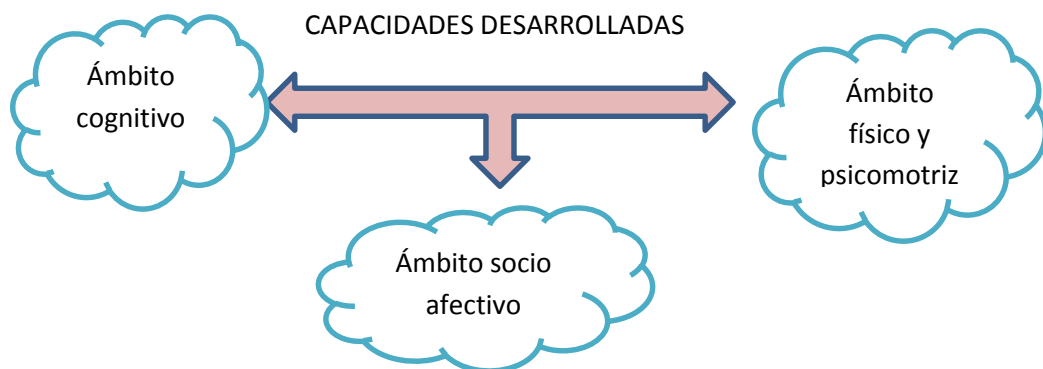 CAPACIDADES DESARROLLADAS
Ámbito
cognitivo
Ámbito
físico y
psicomotriz
Ámbito socio
afectivo